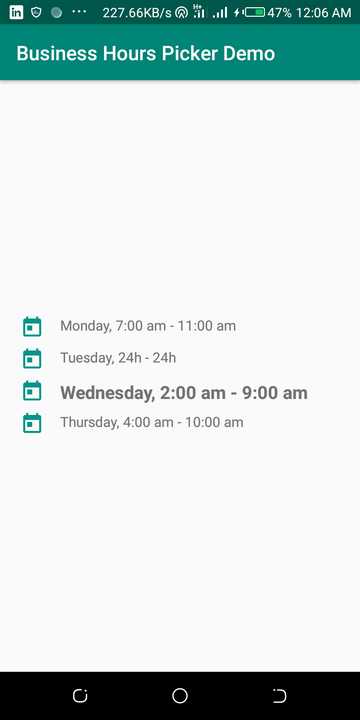 in 227.66KB/s H+ 47% 12:06 AM
Business Hours Picker Demo
Monday, 7:00 am - 11:00 am
Tuesday, 24h - 24h
Wednesday, 2:00 am - 9:00 am
Thursday, 4:00 am - 10:00 am